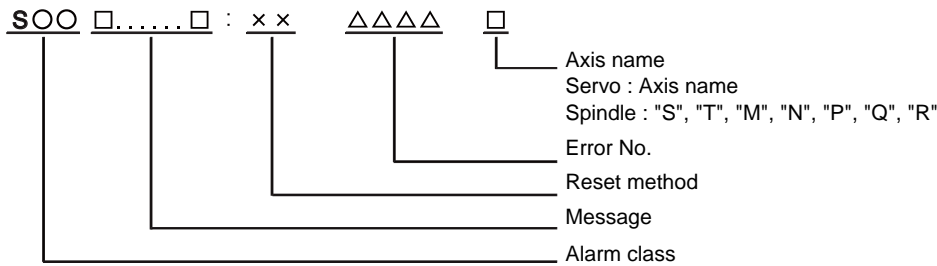 S○○ □......□ : ×× △△△△ □
Axis name
Servo : Axis name
Spindle : "S", "T", "M", "N", "P", "Q", "R"
Error No.
Reset method
Message
Alarm class